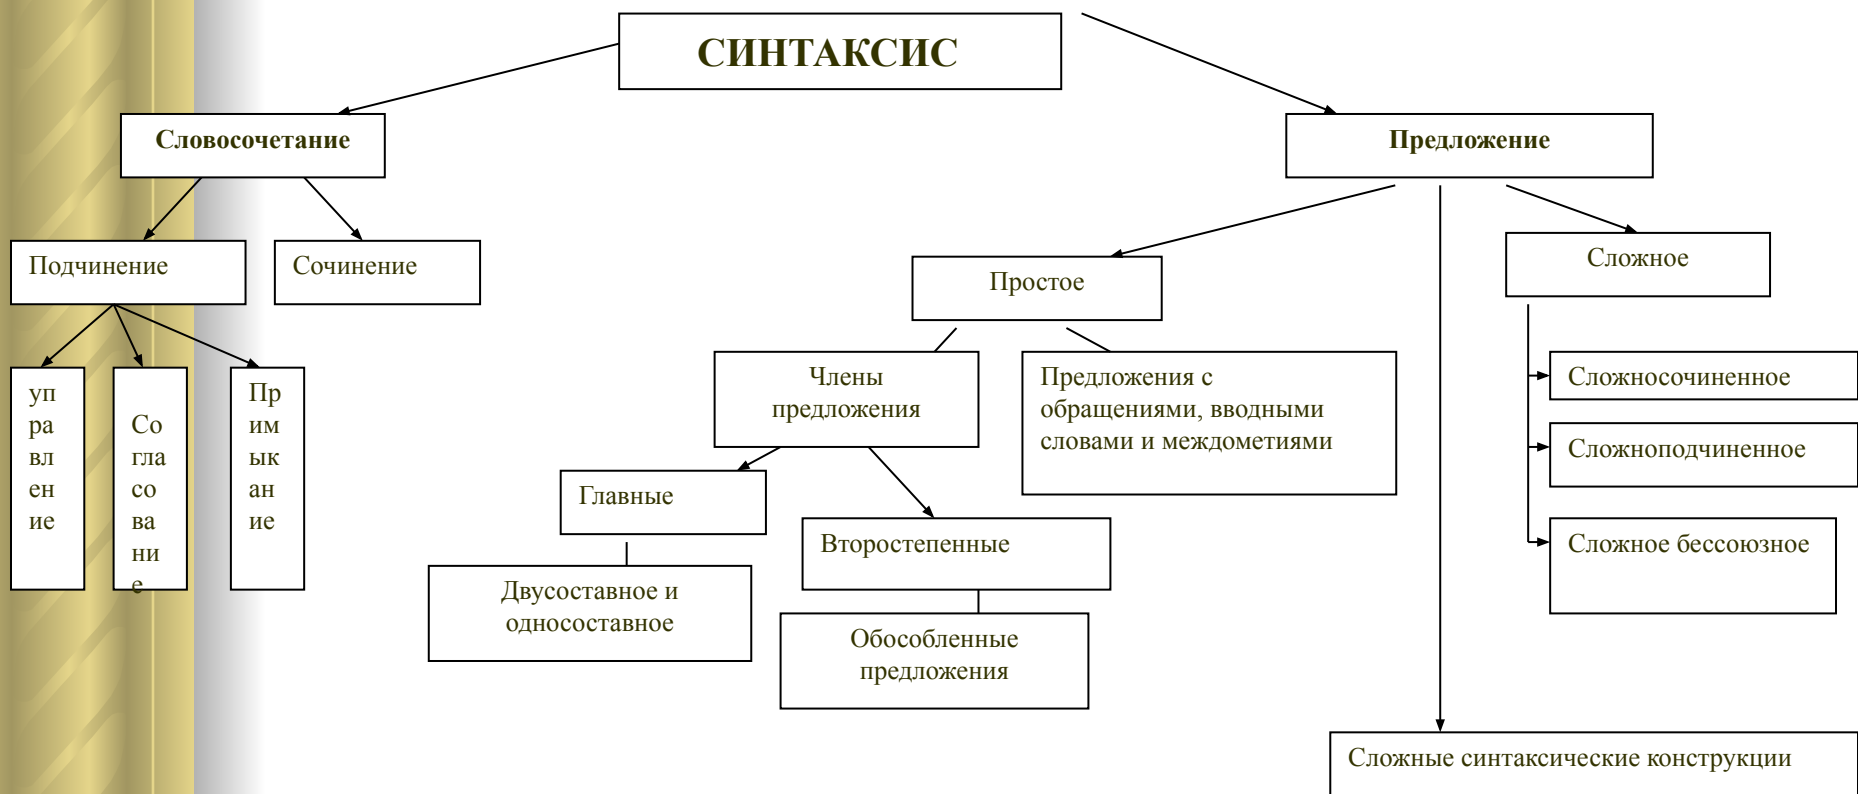 СИНТАКСИС
Словосочетание
Предложение
Подчинение
Сочинение
Простое
Сложное
уп
ра
вл
ен
ие
Со
гла
со
ва
ни
е
Пр
им
ык
ан
ие
Члены
предложения
Предложения с
обращениями, вводными
словами и междометиями
Сложносочиненное
Сложноподчиненное
Сложное бессоюзное
Главные
Второстепенные
Двусоставное и
односоставное
Обособленные
предложения
Сложные синтаксические конструкции